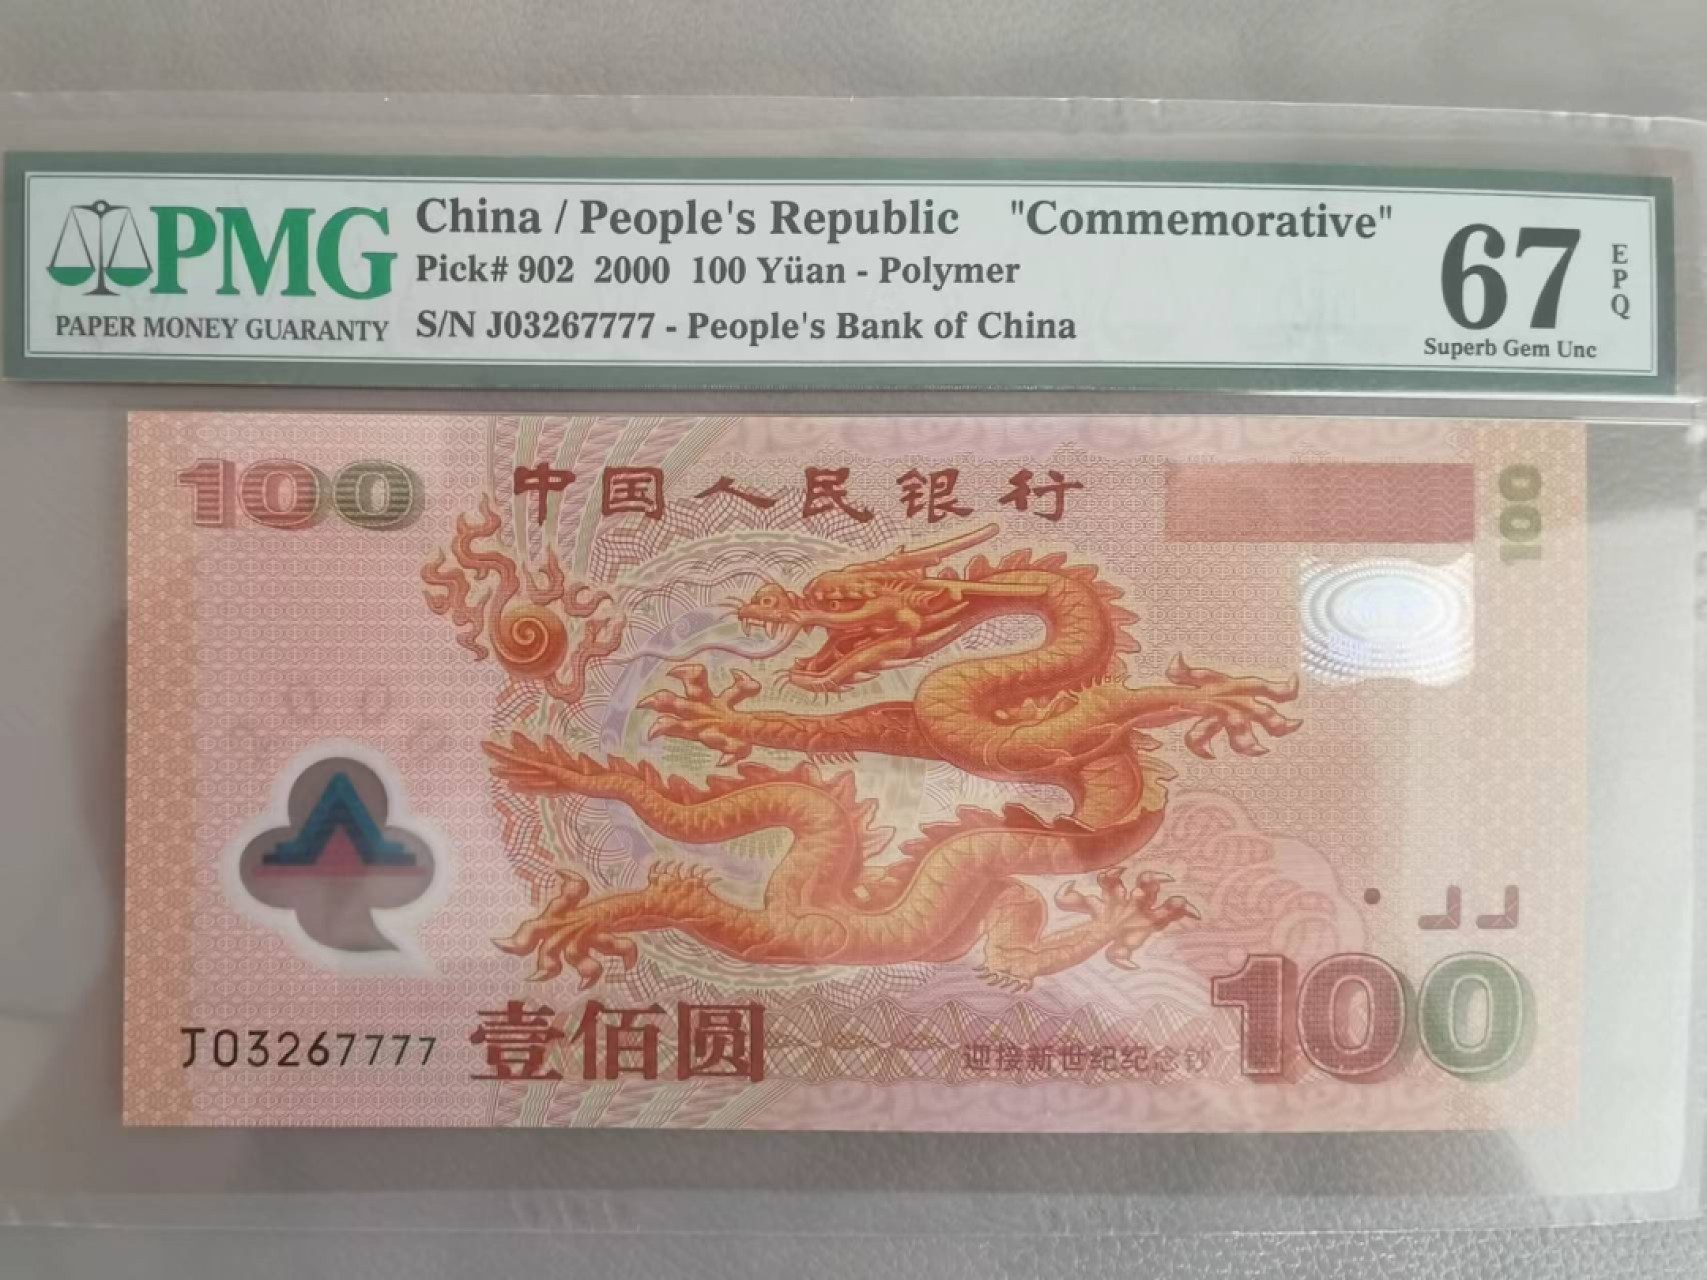 PMG
PAPER MONEY GUARANTY
China / People's Republic "Commemorative"
Pick# 902 2000 100 Yüan - Polymer
S/N J03267777 - People's Bank of China
67
EPQ
Superb Gem Unc
100
中国人民银行
100
J03267777
壹佰圆
迎接新世纪纪念钞
100